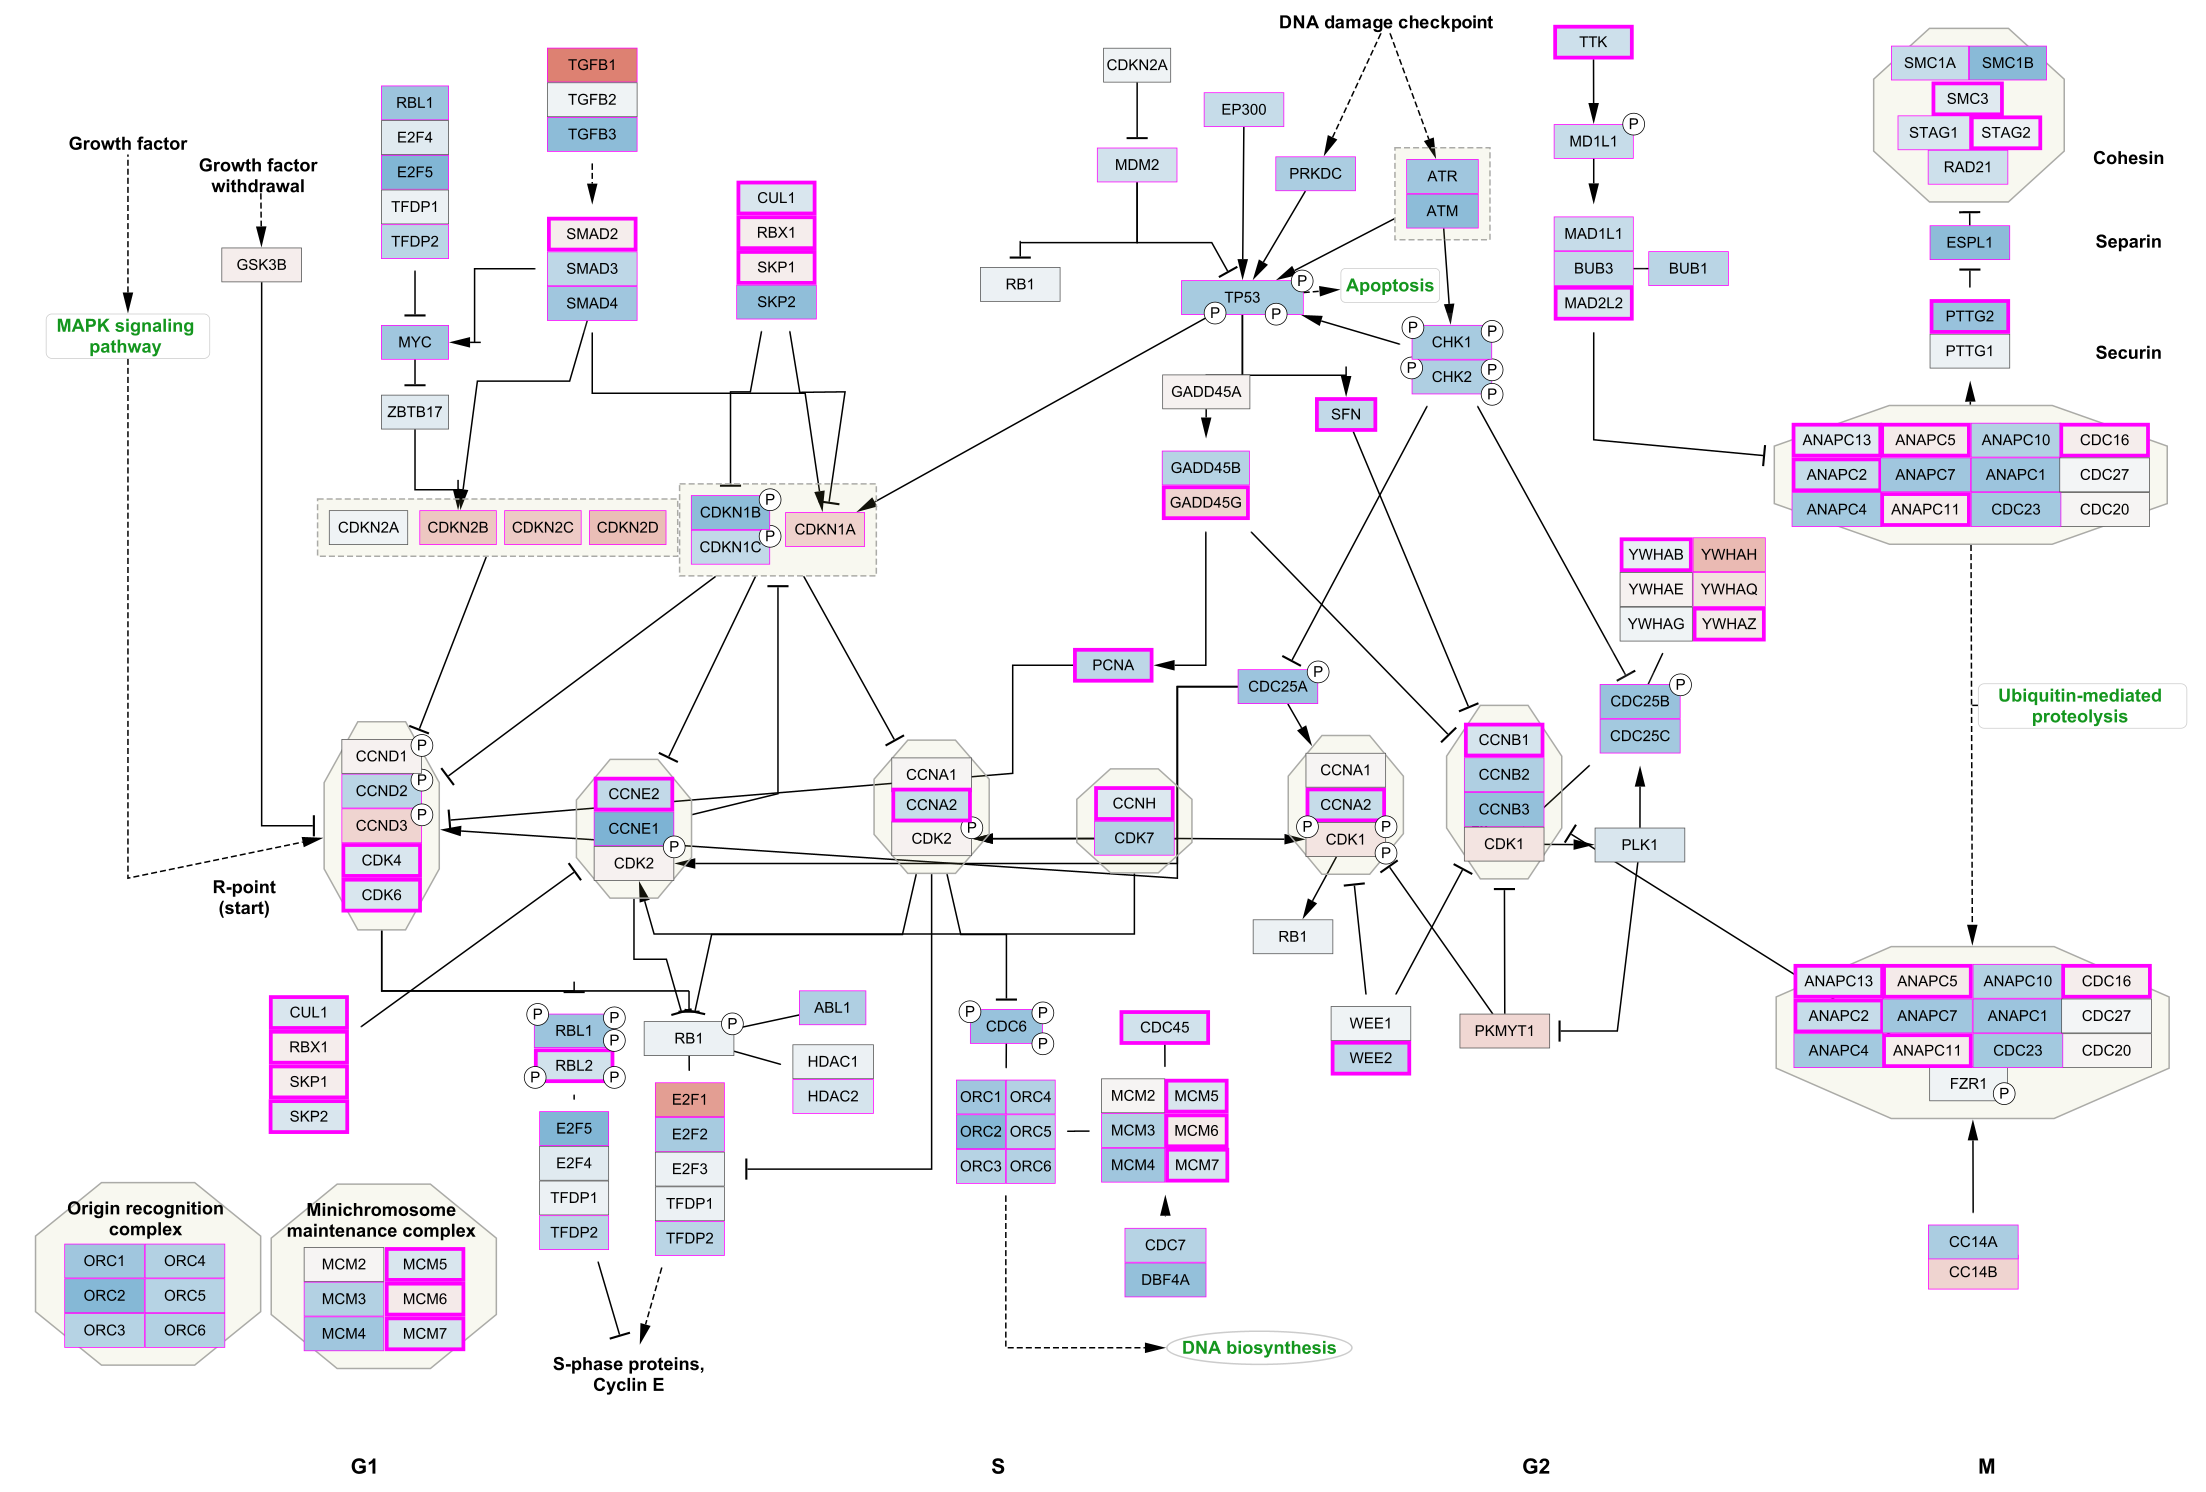 DNA damage checkpoint
Growth factor
Growth factor
withdrawal
MAPK signaling
pathway
GSK3B
RBL1
E2F4
E2F5
TFDP1
TFDP2
MYC
ZBTB17
TGFB1
TGFB2
TGFB3
SMAD2
SMAD3
SMAD4
CUL1
RBX1
SKP1
SKP2
CDKN2A
MDM2
RB1
EP300
PRKDC
ATR
ATM
TP53
P
P
P
Apoptosis
CHK1
CHK2
P
P
P
P
P
GADD45A
SFN
GADD45B
GADD45G
TTK
MD1L1
P
MAD1L1
BUB3
MAD2L2
BUB1
SMC1A
SMC1B
SMC3
STAG1
STAG2
RAD21
Cohesin
ESPL1
Separin
PTTG2
PTTG1
Securin
ANAPC13
ANAPC5
ANAPC10
CDC16
ANAPC2
ANAPC7
ANAPC1
CDC27
ANAPC4
ANAPC11
CDC23
CDC20
CDKN2A
CDKN2B
CDKN2C
CDKN2D
CDKN1B
P
CDKN1C
P
CDKN1A
YWHAB
YWHAH
YWHAE
YWHAQ
YWHAG
YWHAZ
PCNA
CDC25A
P
CDC25B
P
CDC25C
Ubiquitin-mediated
proteolysis
CCND1
P
CCND2
P
CCND3
P
CDK4
CDK6
R-point
(start)
CCNE2
CCNE1
CDK2
P
CCNA1
CCNA2
CDK2
P
CCNH
CDK7
CCNA1
CCNA2
CDK1
P
P
P
RB1
CCNB1
CCNB2
CCNB3
CDK1
PLK1
WEE1
WEE2
PKMYT1
CUL1
RBX1
SKP1
SKP2
RBL1
RBL2
P
P
P
P
P
RB1
P
ABL1
HDAC1
HDAC2
E2F5
E2F4
TFDP1
TFDP2
E2F1
E2F2
E2F3
TFDP1
TFDP2
S-phase proteins,
Cyclin E
CDC6
P
P
P
ORC1
ORC4
ORC2
ORC5
ORC3
ORC6
CDC45
MCM2
MCM5
MCM3
MCM6
MCM4
MCM7
CDC7
DBF4A
DNA biosynthesis
ANAPC13
ANAPC5
ANAPC10
CDC16
ANAPC2
ANAPC7
ANAPC1
CDC27
ANAPC4
ANAPC11
CDC23
CDC20
FZR1
P
CC14A
CC14B
Origin recognition
complex
ORC1
ORC4
ORC2
ORC5
ORC3
ORC6
Minichromosome
maintenance complex
MCM2
MCM5
MCM3
MCM6
MCM4
MCM7
G1
S
G2
M